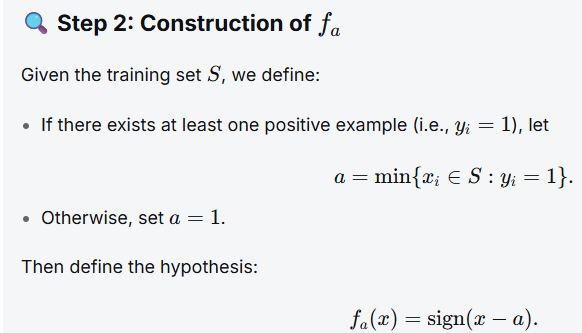 🔍 Step 2: Construction of $f_a$
Given the training set $S$, we define:
• If there exists at least one positive example (i.e., $y_i = 1$), let
$a = \min\{x_i \in S : y_i = 1\}.$
• Otherwise, set $a = 1$.
Then define the hypothesis:
$f_a(x) = \text{sign}(x - a).$